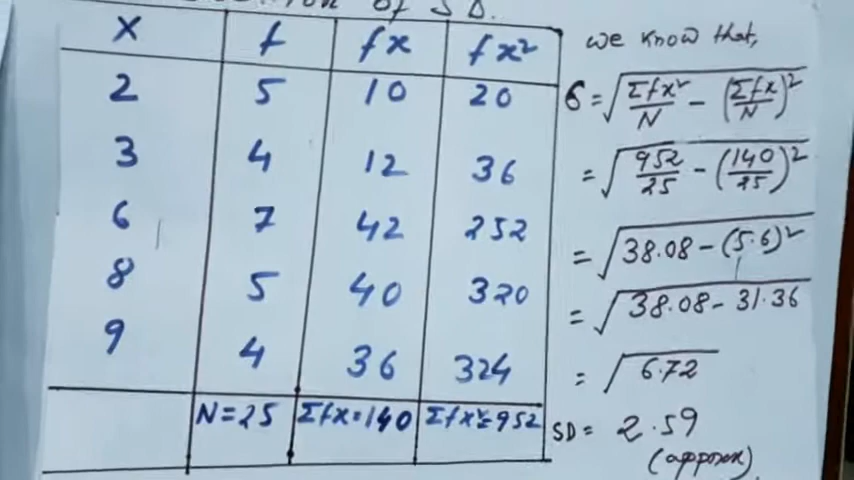 of S.D.
X f fx fx²
2 5 10 20
3 4 12 36
6 7 42 252
8 5 40 320
9 4 36 324
N=25 Σfx=140 Σfx²=952
we know that,
σ = √(Σfx²/N - (Σfx/N)²)
= √(952/25 - (140/25)²)
= √(38.08 - (5.6)²)
= √(38.08 - 31.36)
= √6.72
SD = 2.59
(approx)